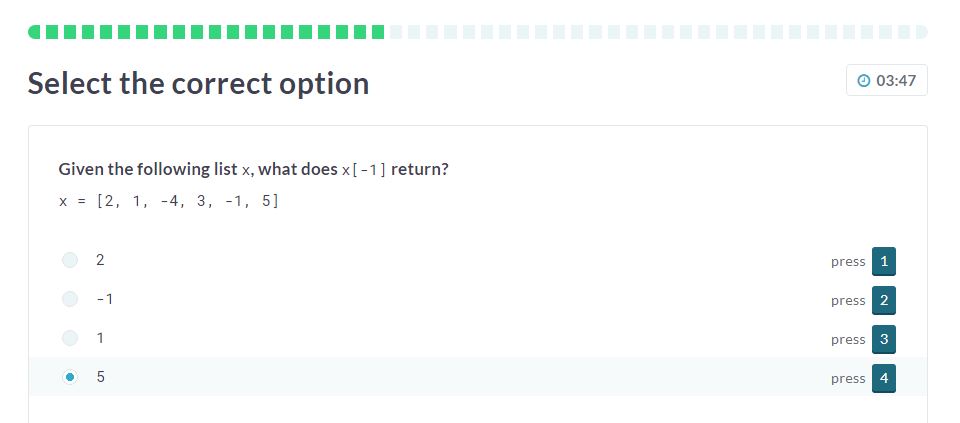 Select the correct option
03:47
Given the following list x, what does x[-1] return?
x = [2, 1, -4, 3, -1, 5]
2 press 1
-1 press 2
1 press 3
5 press 4